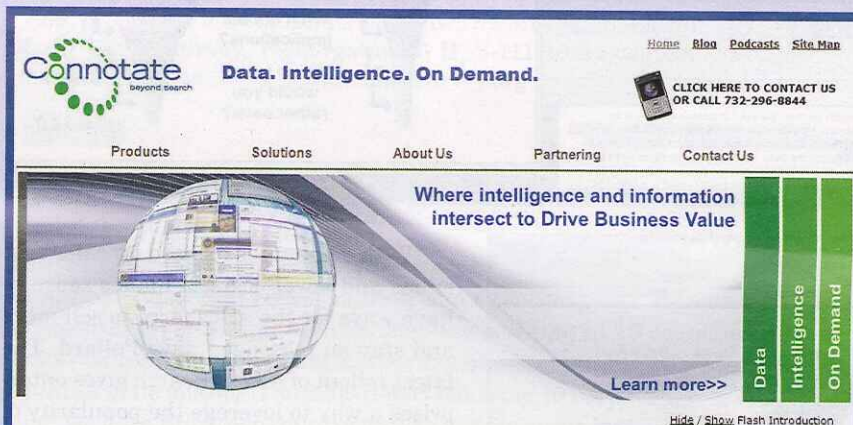 Home Blog Podcasts Site Map
Connotate
beyond search
Data. Intelligence. On Demand.
CLICK HERE TO CONTACT US
OR CALL 732-296-8844
Products Solutions About Us Partnering Contact Us
Where intelligence and information
intersect to Drive Business Value
Learn more>>
Data
Intelligence
On Demand
Hide / Show Flash Introduction